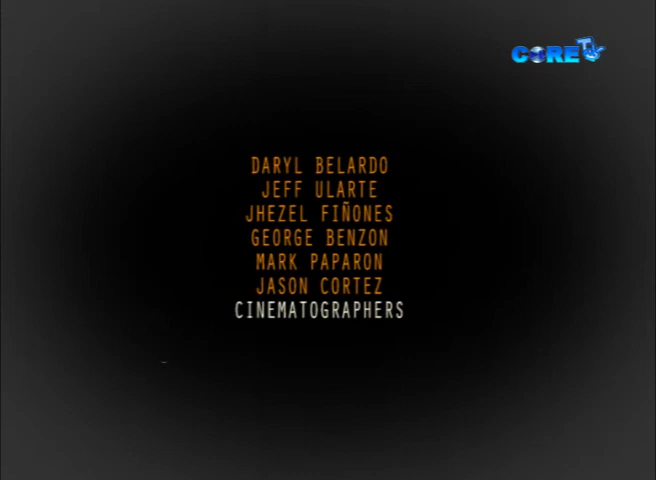 CORE TV
DARYL BELARDO
JEFF ULARTE
JHEZEL FIÑONES
GEORGE BENZON
MARK PAPARON
JASON CORTEZ
CINEMATOGRAPHERS